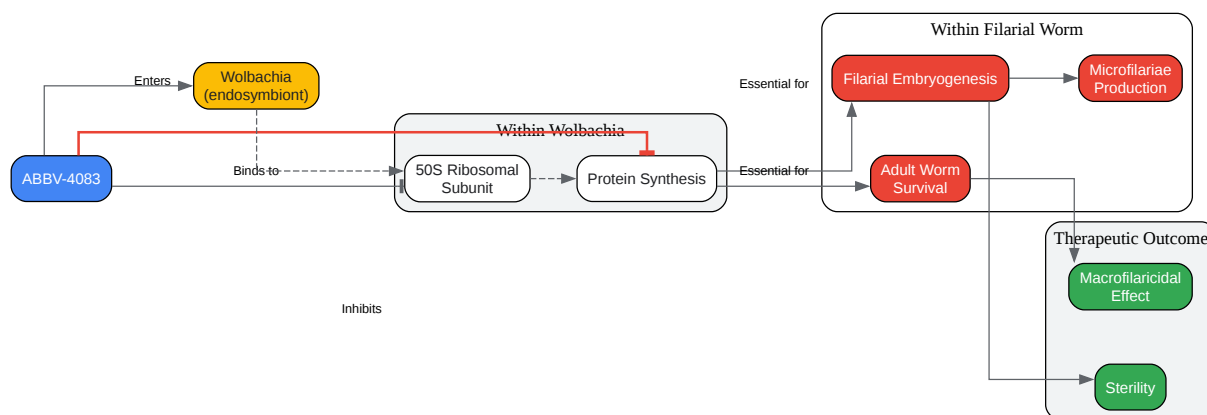 Within Filarial Worm
Enters
Wolbachia
(endosymbiont)
Essential for
Filarial Embryogenesis
Microfilariae
Production
Within Wolbachia
ABBV-4083
Binds to
50S Ribosomal
Subunit
Protein Synthesis
Essential for
Adult Worm
Survival
Therapeutic Outcome
Macrofilaricidal
Effect
Inhibits
Sterility